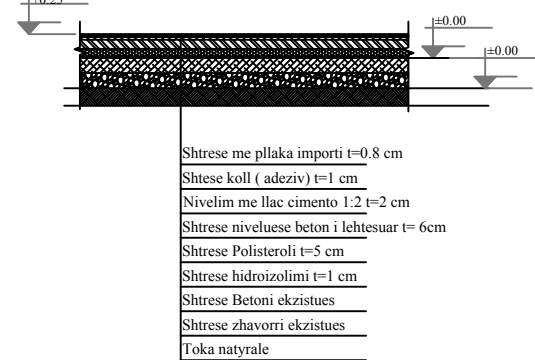 ±0.00
±0.00
Shtrese me pllaka importi t=0.8 cm
Shtese koll ( adeziv) t=1 cm
Nivelim me llac cimento 1:2 t=2 cm
Shtrese niveluese beton i lehtesuar t= 6cm
Shtrese Polisteroli t=5 cm
Shtrese hidroizolimi t=1 cm
Shtrese Betoni ekzistues
Shtrese zhavorri ekzistues
Toka natyrale